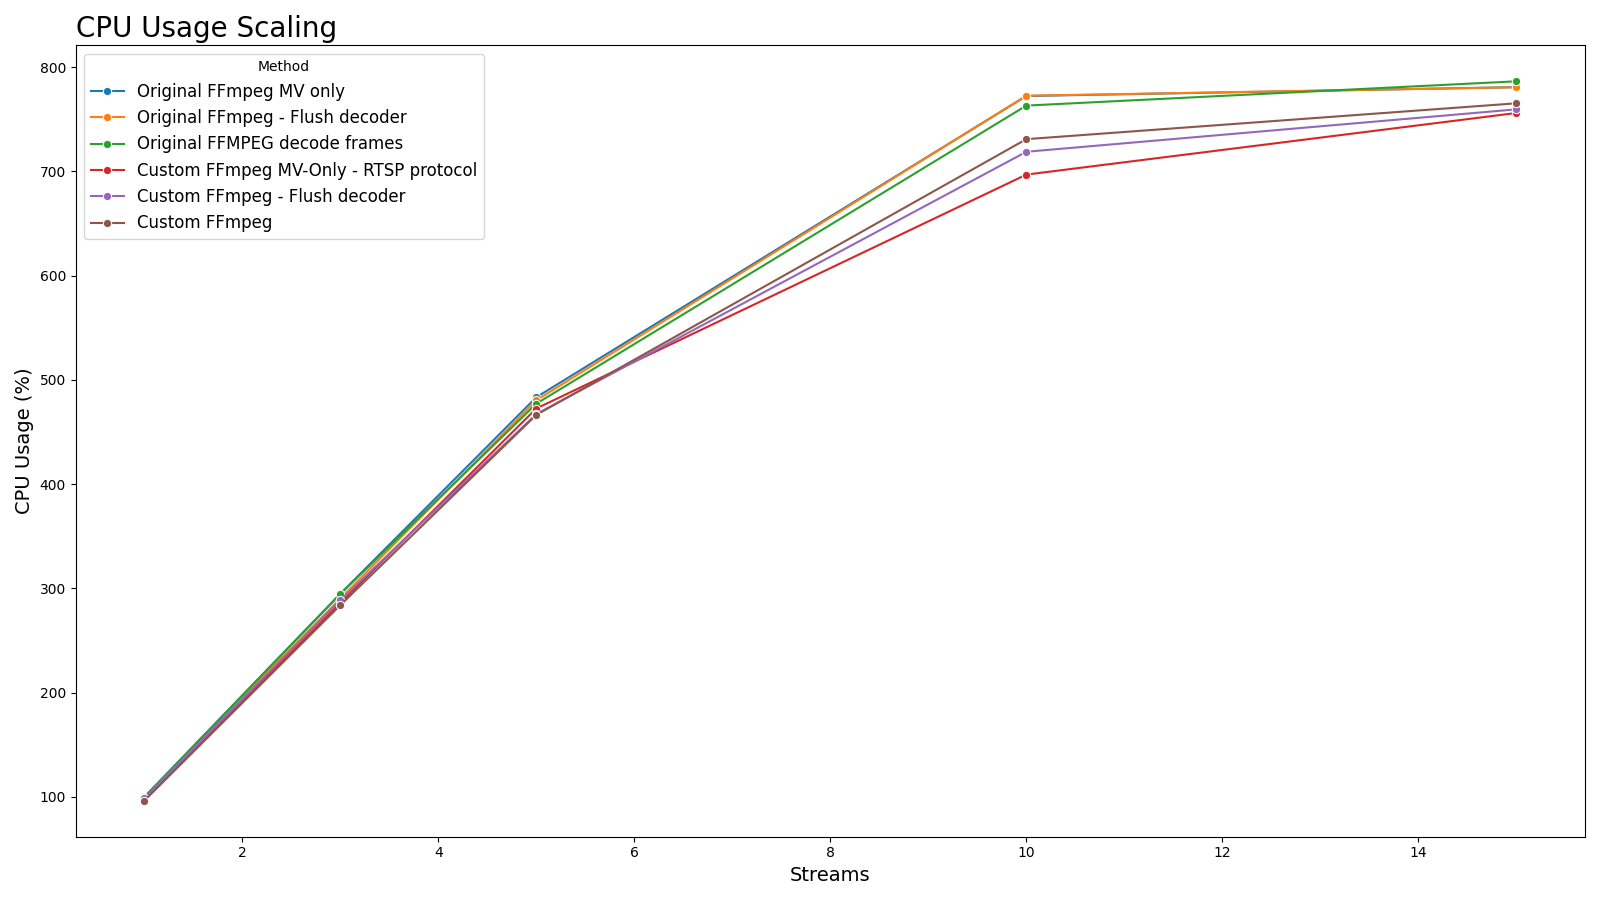 CPU Usage Scaling
Method
Original FFmpeg MV only
Original FFmpeg - Flush decoder
Original FFMPEG decode frames
Custom FFmpeg MV-Only - RTSP protocol
Custom FFmpeg - Flush decoder
Custom FFmpeg
CPU Usage (%)
800
700
600
500
400
300
200
100
2 4 6 8 10 12 14
Streams